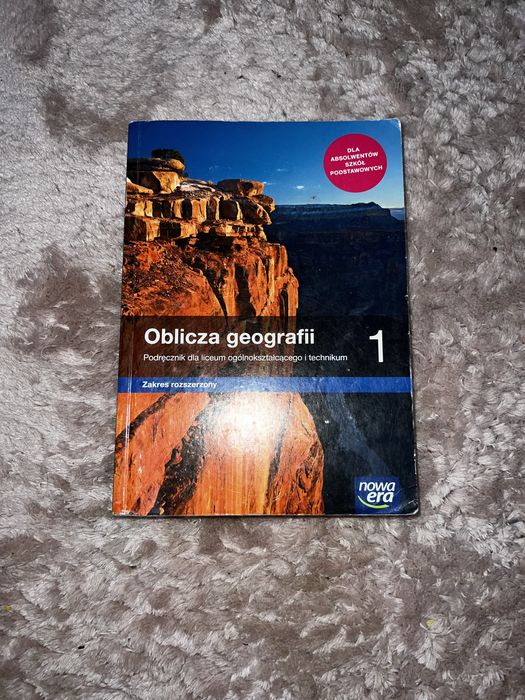 DLA
ABSOLWENTÓW
SZKÓŁ
PODSTAWOWYCH
Oblicza geografii 1
Podręcznik dla liceum ogólnokształcącego i technikum
Zakres rozszerzony
nowa
era